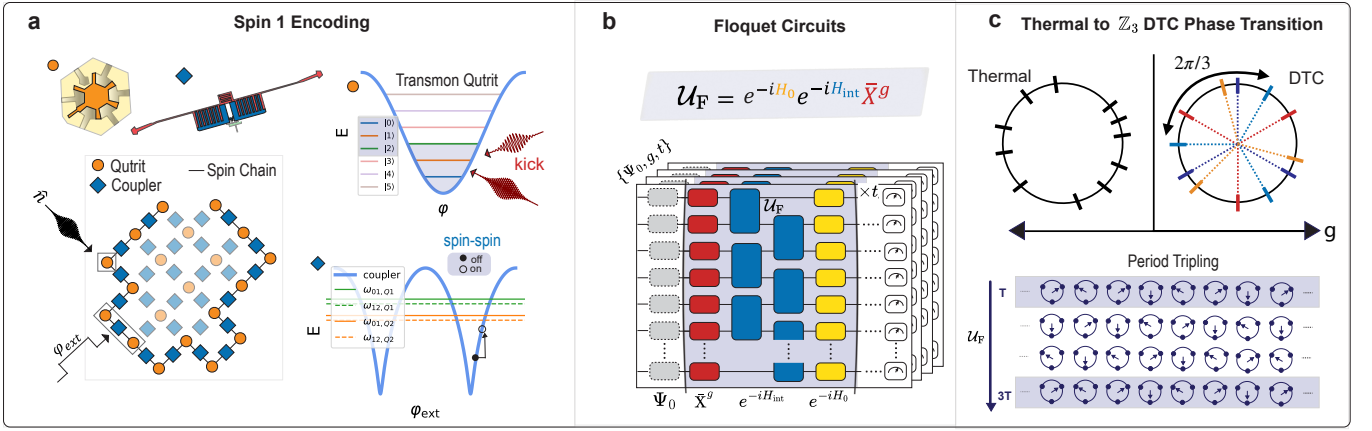 a
Spin 1 Encoding
Transmon Qutrit
E
|0⟩
|1⟩
|2⟩
|3⟩
|4⟩
|5⟩
kick
φ
Qutrit
Coupler
Spin Chain
n̂
φext
spin-spin
off
on
coupler
ω01,Q1
ω12,Q1
ω01,Q2
ω12,Q2
E
φext
b
Floquet Circuits
𝒰F = e^−iH0 e^−iHint X̄^g
{Ψ0, g, t}
×t
𝒰F
Ψ0
X̄^g
e^−iHint
e^−iH0
c
Thermal to ℤ3 DTC Phase Transition
Thermal
2π/3
DTC
g
Period Tripling
T
𝒰F
3T